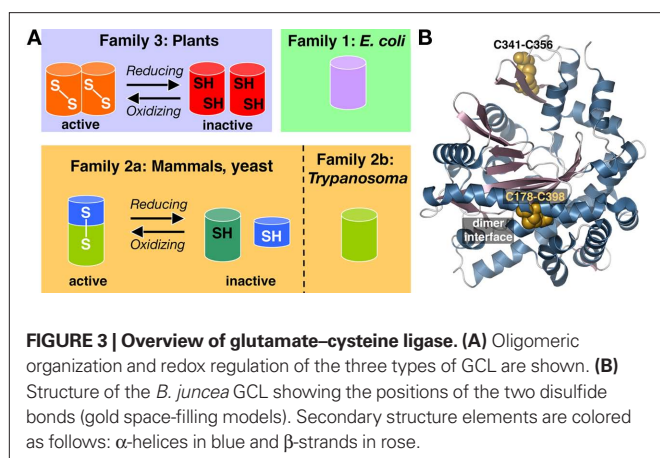 A
Family 3: Plants
S
S
S
S
Reducing
Oxidizing
SH
SH
SH
SH
active
inactive
Family 1: E. coli
Family 2a: Mammals, yeast
S
S
Reducing
Oxidizing
SH
SH
active
inactive
Family 2b:
Trypanosoma
B
C341-C356
C178-C398
dimer
interface
FIGURE 3 | Overview of glutamate–cysteine ligase. (A) Oligomeric
organization and redox regulation of the three types of GCL are shown. (B)
Structure of the B. juncea GCL showing the positions of the two disulfide
bonds (gold space-filling models). Secondary structure elements are colored
as follows: α-helices in blue and β-strands in rose.